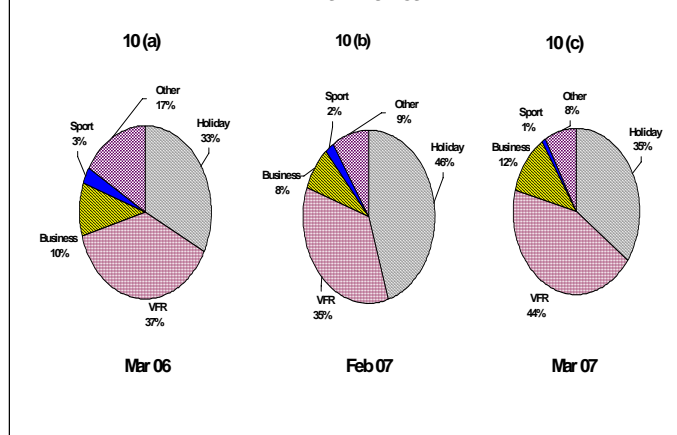 10 (a)
Other
17%
Sport
3%
Holiday
33%
Business
10%
VFR
37%
Mar 06
10 (b)
Sport
2%
Other
9%
Holiday
46%
Business
8%
VFR
35%
Feb 07
10 (c)
Other
8%
Sport
1%
Holiday
35%
Business
12%
VFR
44%
Mar 07